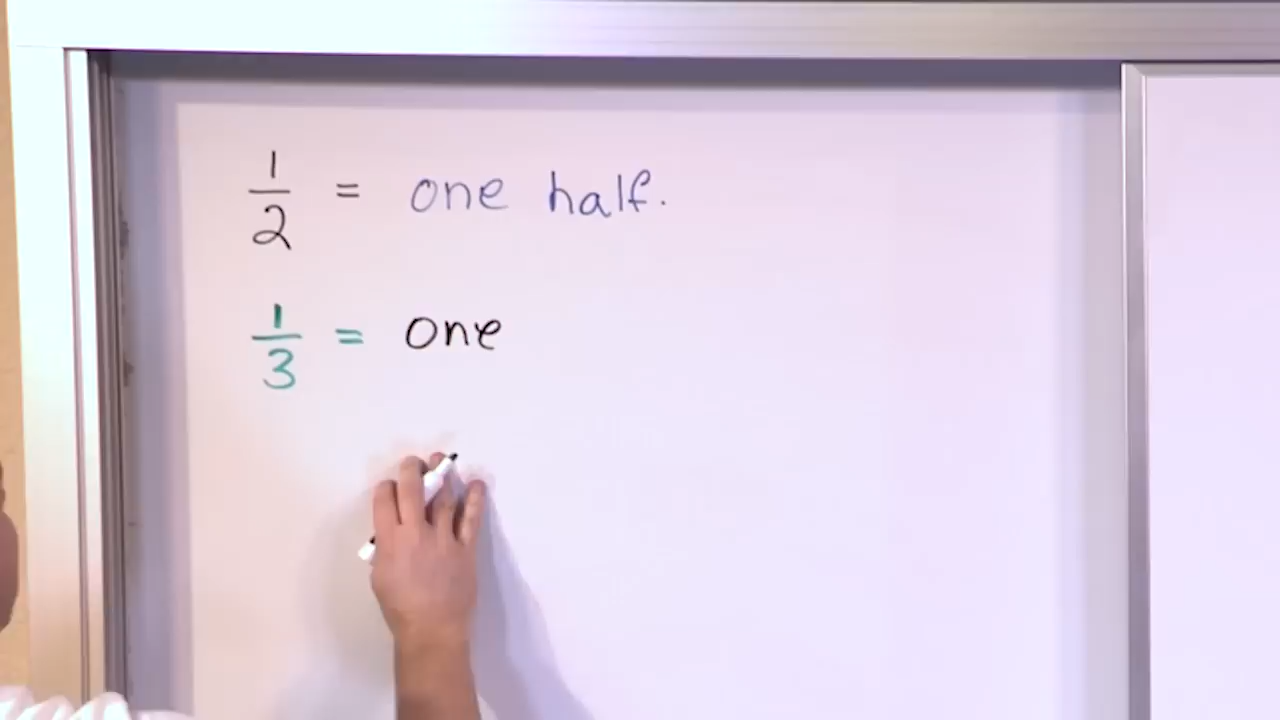 1/2 = one half.
1/3 = one